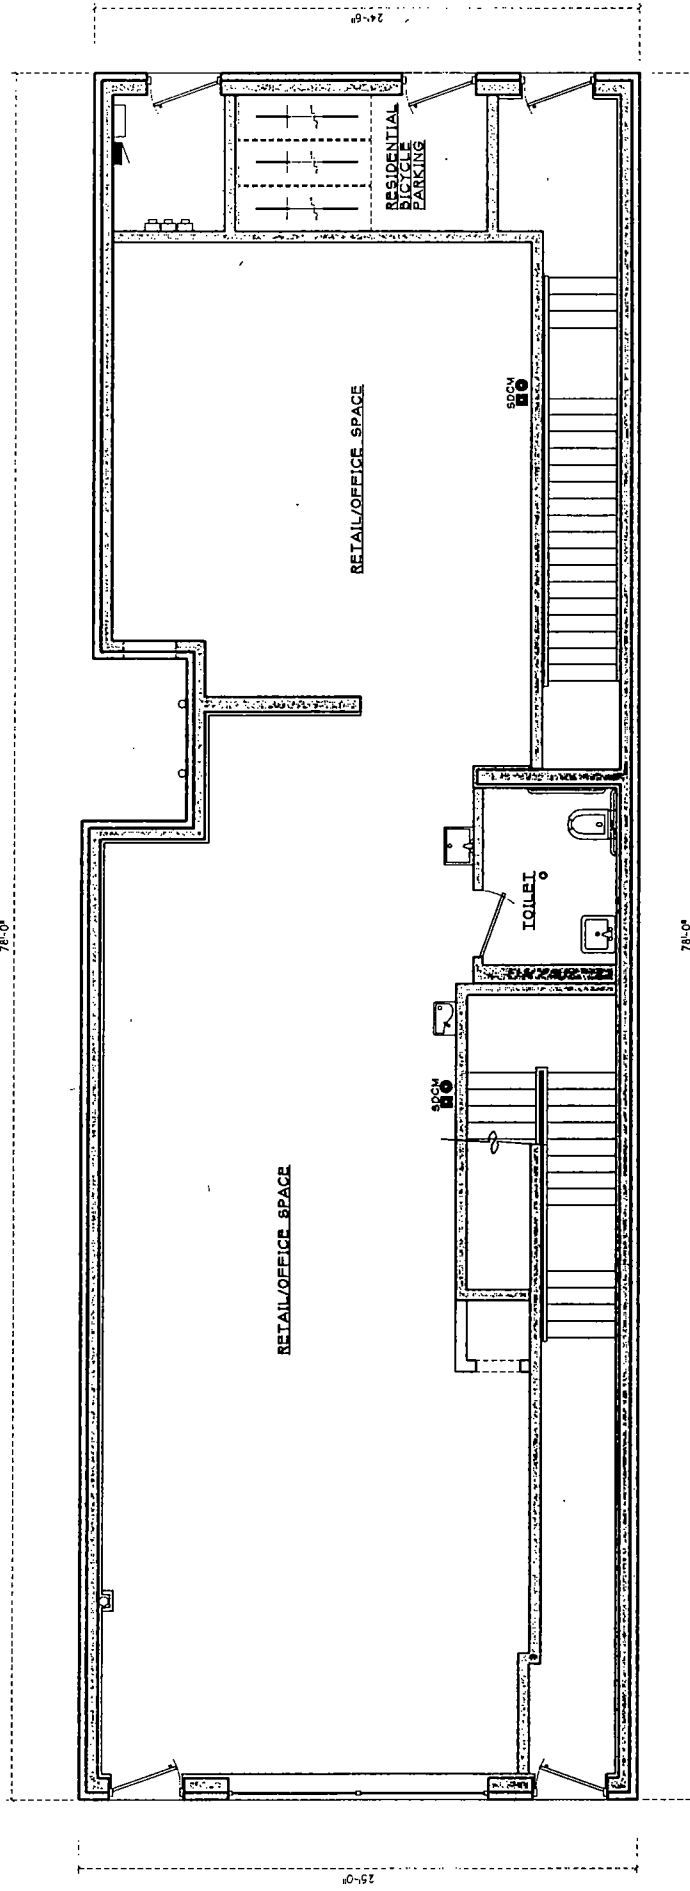 24'-6"
RESIDENTIAL
BICYCLE
PARKING
RETAIL/OFFICE SPACE
SDCM
78'-0"
78'-0"
TOILET
SDCM
RETAIL/OFFICE SPACE
25'-0"